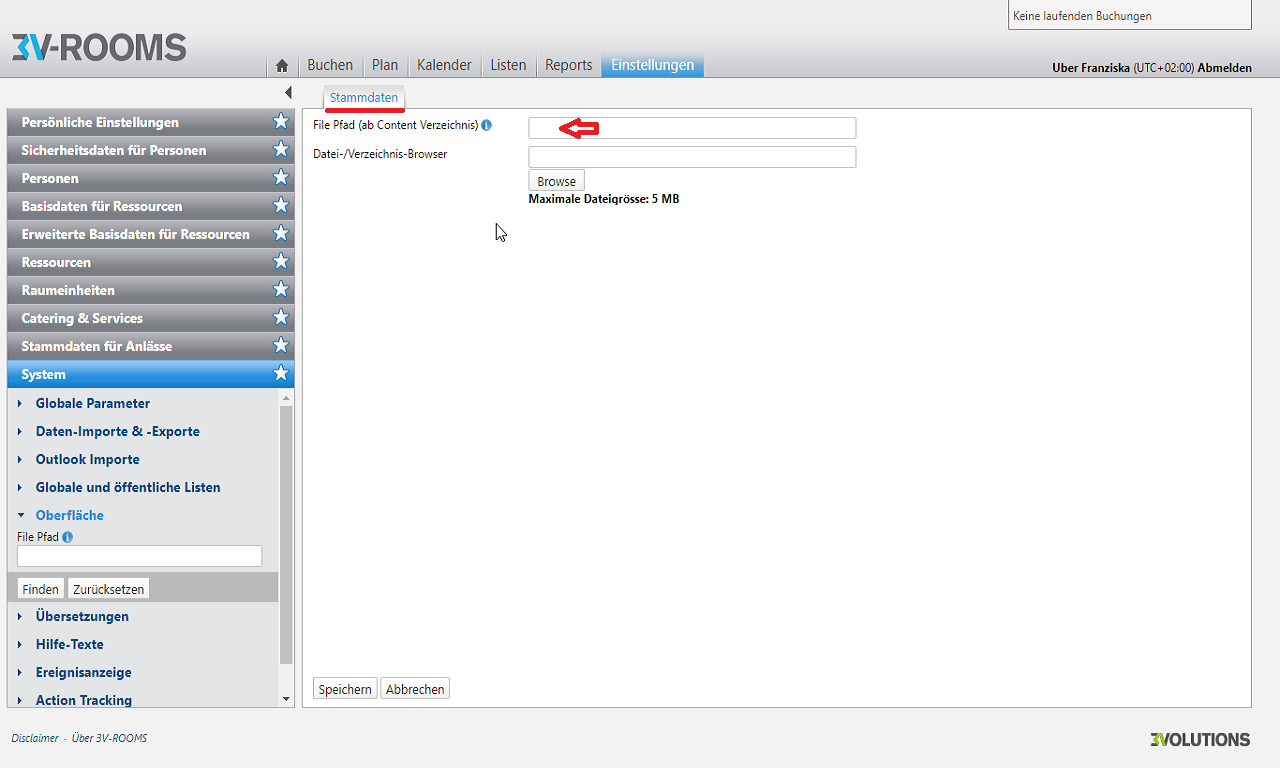 Keine laufenden Buchungen
3V-ROOMS
Buchen Plan Kalender Listen Reports Einstellungen
Uber Franziska (UTC+02:00) Abmelden
Stammdaten
Persönliche Einstellungen
Sicherheitsdaten für Personen
Personen
Basisdaten für Ressourcen
Erweiterte Basisdaten für Ressourcen
Ressourcen
Raumeinheiten
Catering & Services
Stammdaten für Anlässe
System
Globale Parameter
Daten-Importe & -Exporte
Outlook Importe
Globale und öffentliche Listen
Oberfläche
File Pfad
Finden Zurücksetzen
Übersetzungen
Hilfe-Texte
Ereignisanzeige
Action Tracking
File Pfad (ab Content Verzeichnis)
Datei-/Verzeichnis-Browser
Browse
Maximale Dateigrösse: 5 MB
Speichern Abbrechen
Disclaimer - Über 3V-ROOMS
3VOLUTIONS